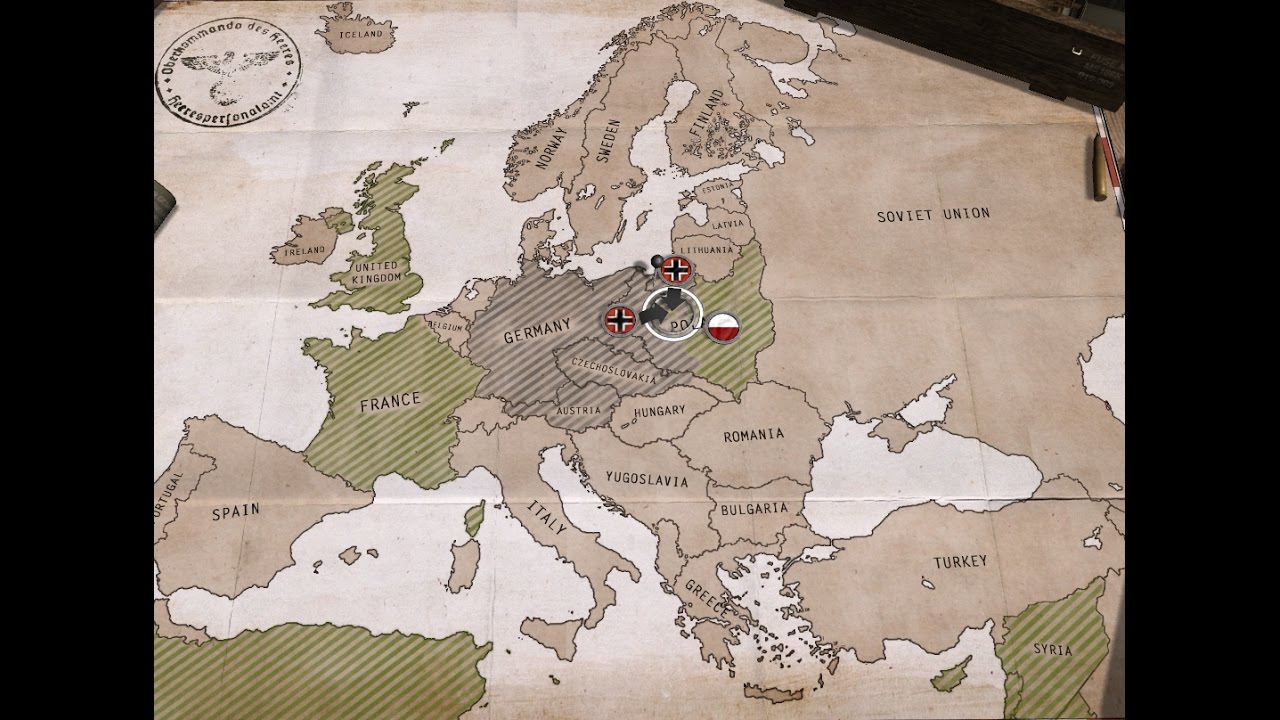 ICELAND
Oberkommando des Heeres
Heerespersonalamt
NORWAY
SWEDEN
FINLAND
ESTONIA
LATVIA
LITHUANIA
SOVIET UNION
IRELAND
UNITED
KINGDOM
BELGIUM
GERMANY
POL
CZECHOSLOVAKIA
FRANCE
AUSTRIA
HUNGARY
ROMANIA
YUGOSLAVIA
BULGARIA
PORTUGAL
SPAIN
ITALY
GREECE
TURKEY
SYRIA